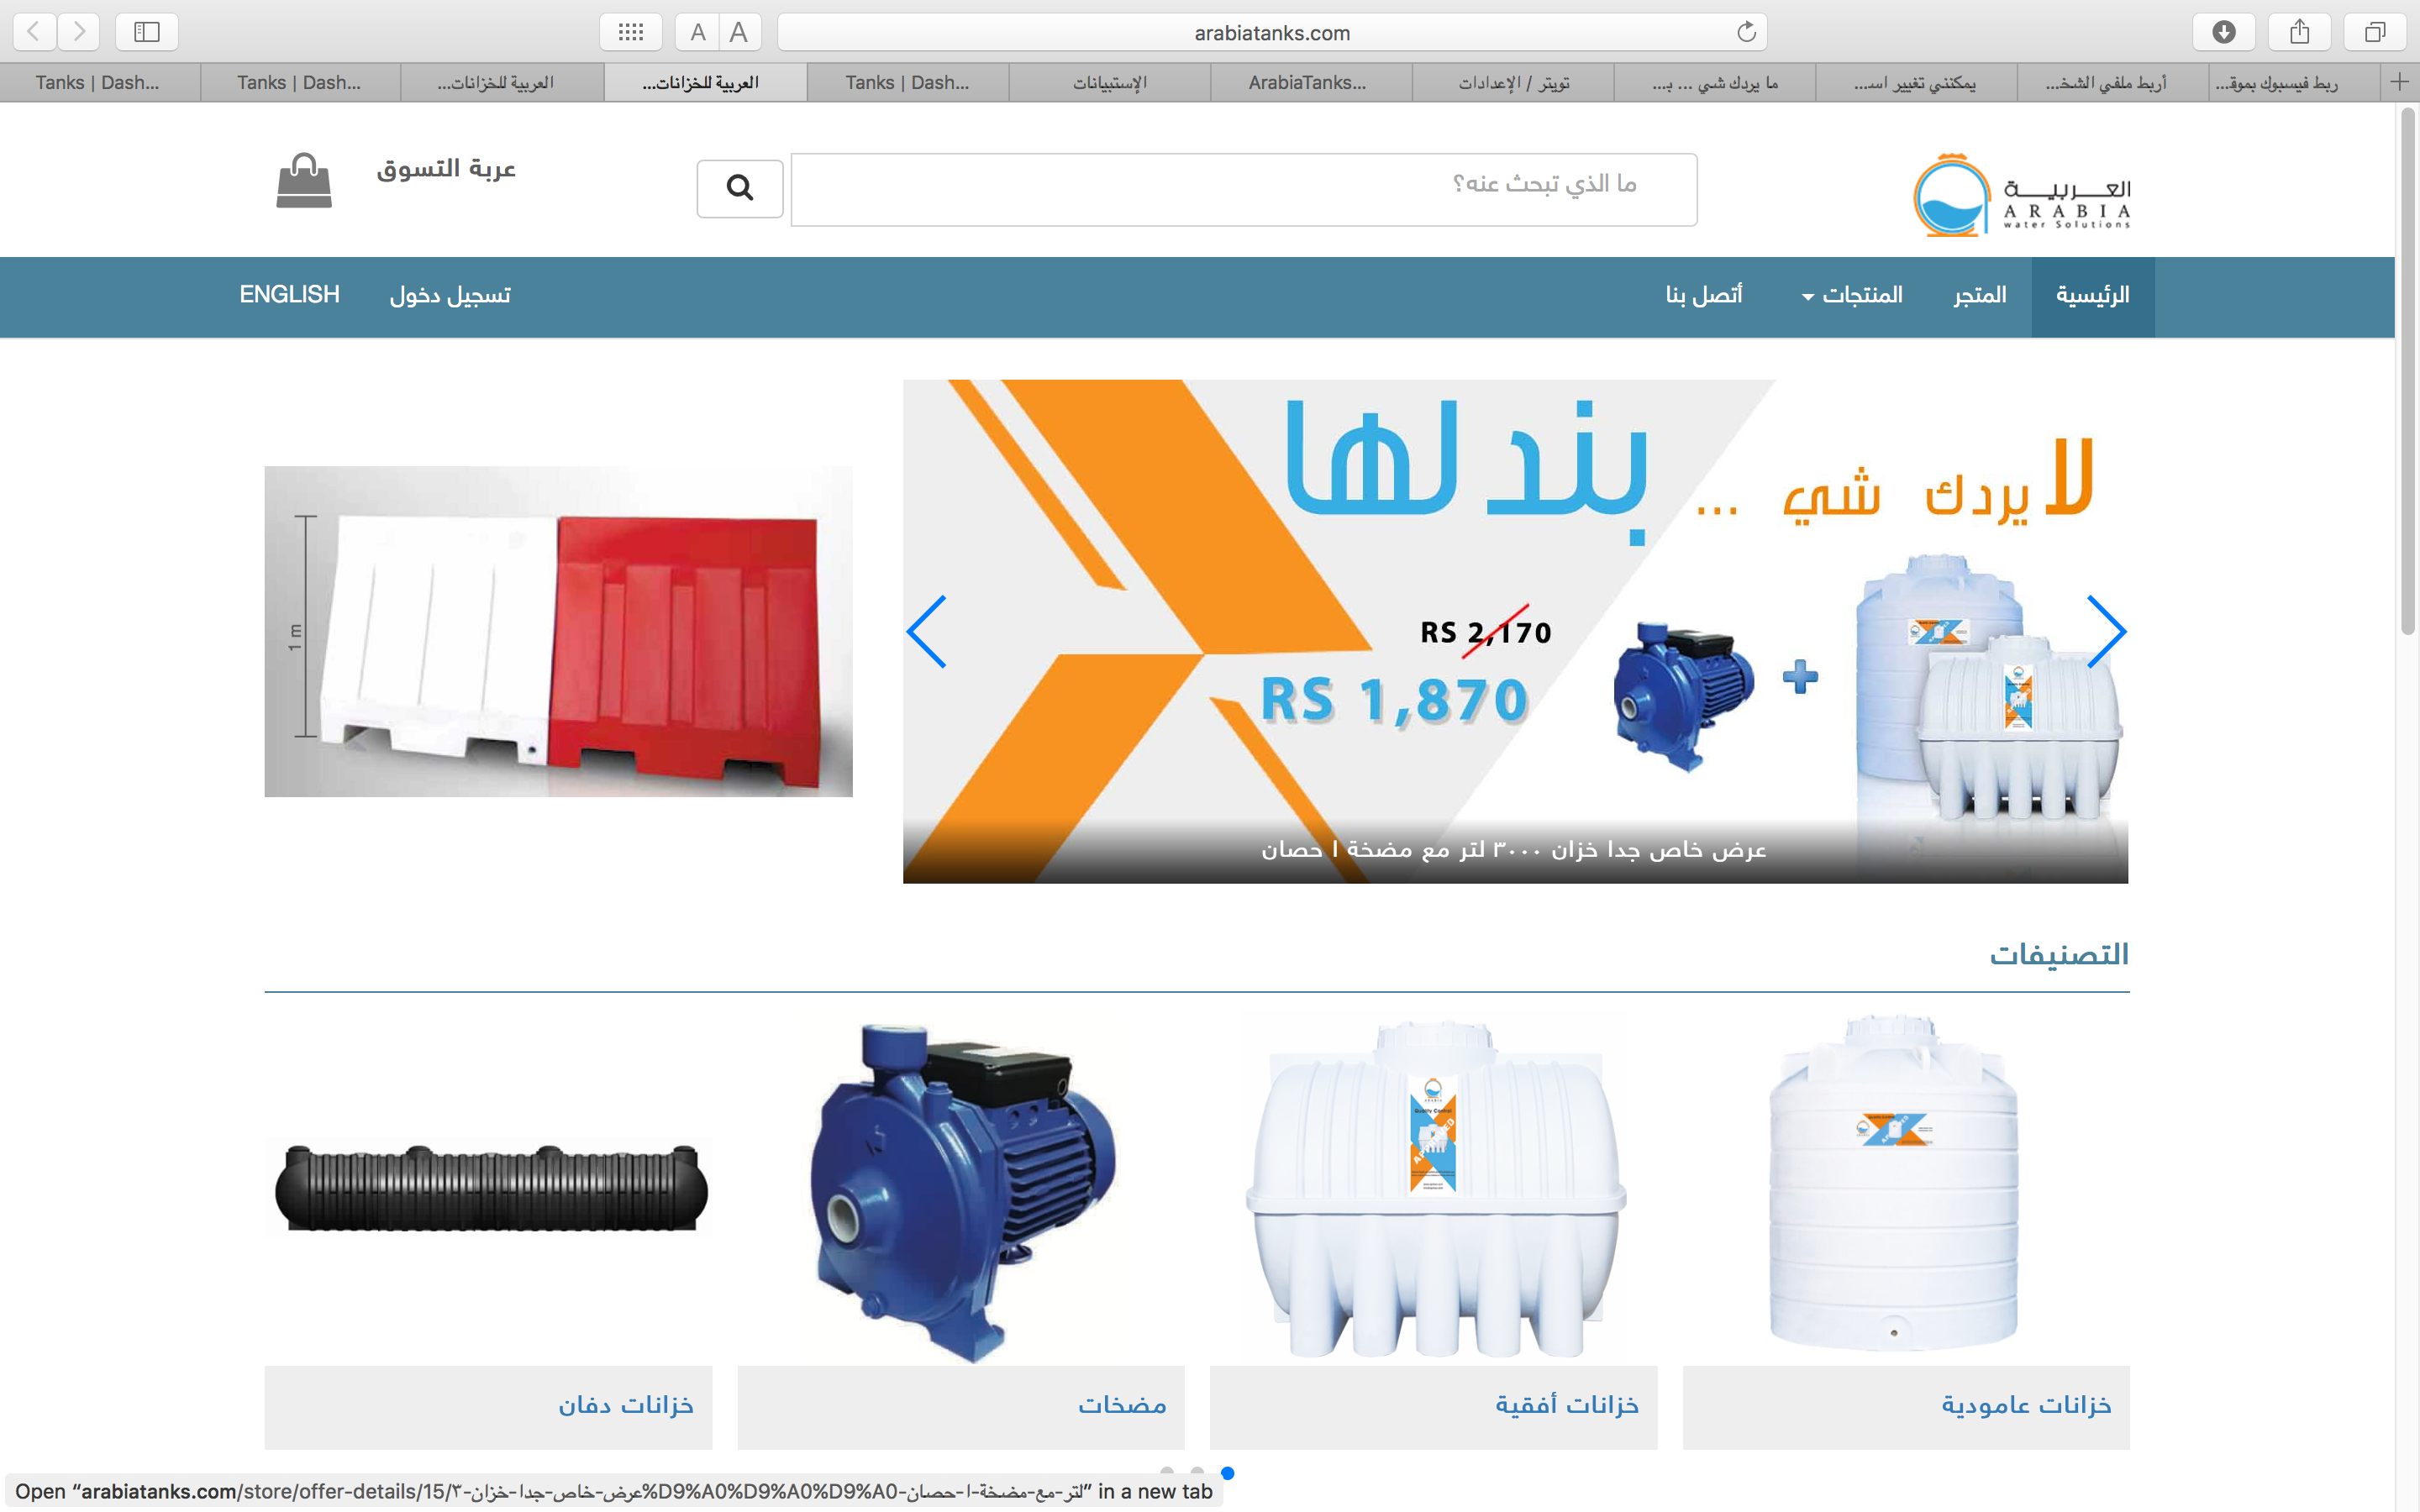 arabiatanks.com
Tanks | Dash...
Tanks | Dash...
العربية للخزانات...
العربية للخزانات...
Tanks | Dash...
الإستبيانات
ArabiaTanks...
تويتر / الإعدادات
ما يردك شي ... بـ...
يمكنني تغيير اسـ...
أربط ملفي الشخـ...
ربط فيسبوك بموقـ...
العربية
ARABIA
water Solutions
ما الذي تبحث عنه؟
عربة التسوق
الرئيسية
المتجر
المنتجات
أتصل بنا
تسجيل دخول
ENGLISH
لا يردك شي ... بندلها
RS 2,170
RS 1,870
عرض خاص جدا خزان ٣٠٠٠ لتر مع مضخة ا حصان
1 m
التصنيفات
خزانات عامودية
خزانات أفقية
مضخات
خزانات دفان
Open “arabiatanks.com/store/offer-details/15/عرض-خاص-جدا-خزان-٣%D9%A0%D9%A0%D9%A0-لتر-مع-مضخة-ا-حصان” in a new tab